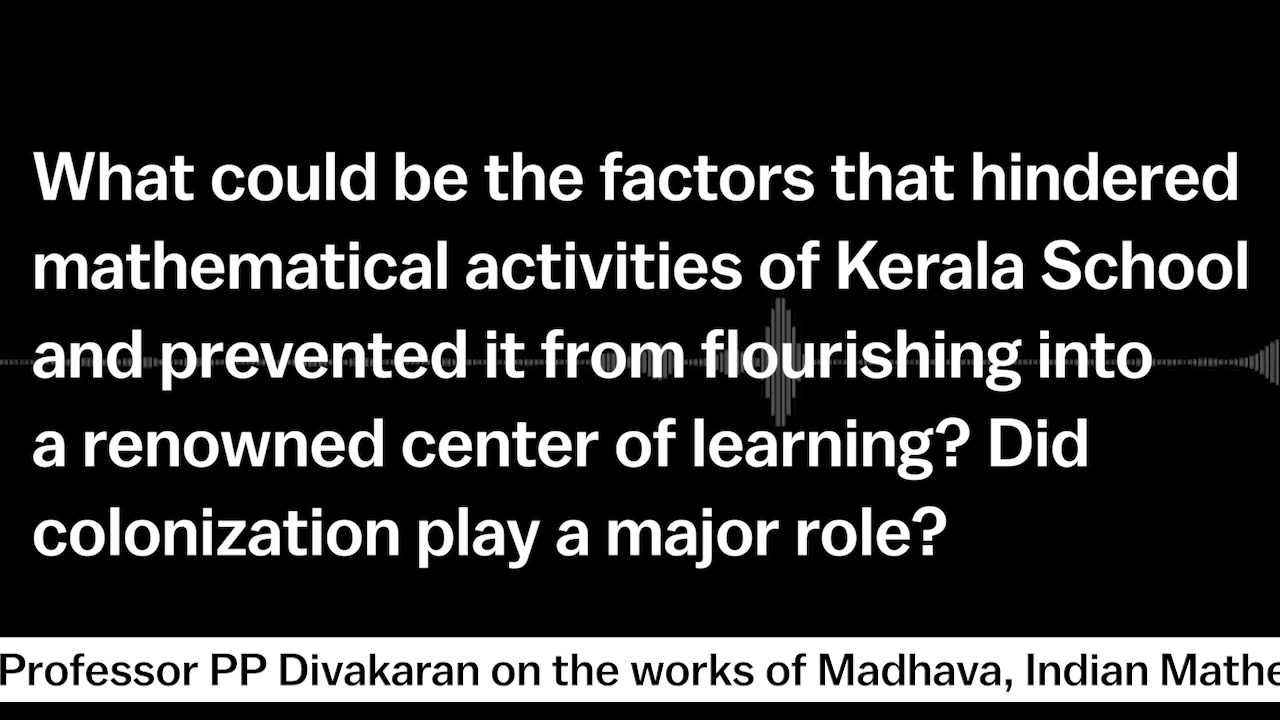 What could be the factors that hindered
mathematical activities of Kerala School
and prevented it from flourishing into
a renowned center of learning? Did
colonization play a major role?
Professor PP Divakaran on the works of Madhava, Indian Mathe